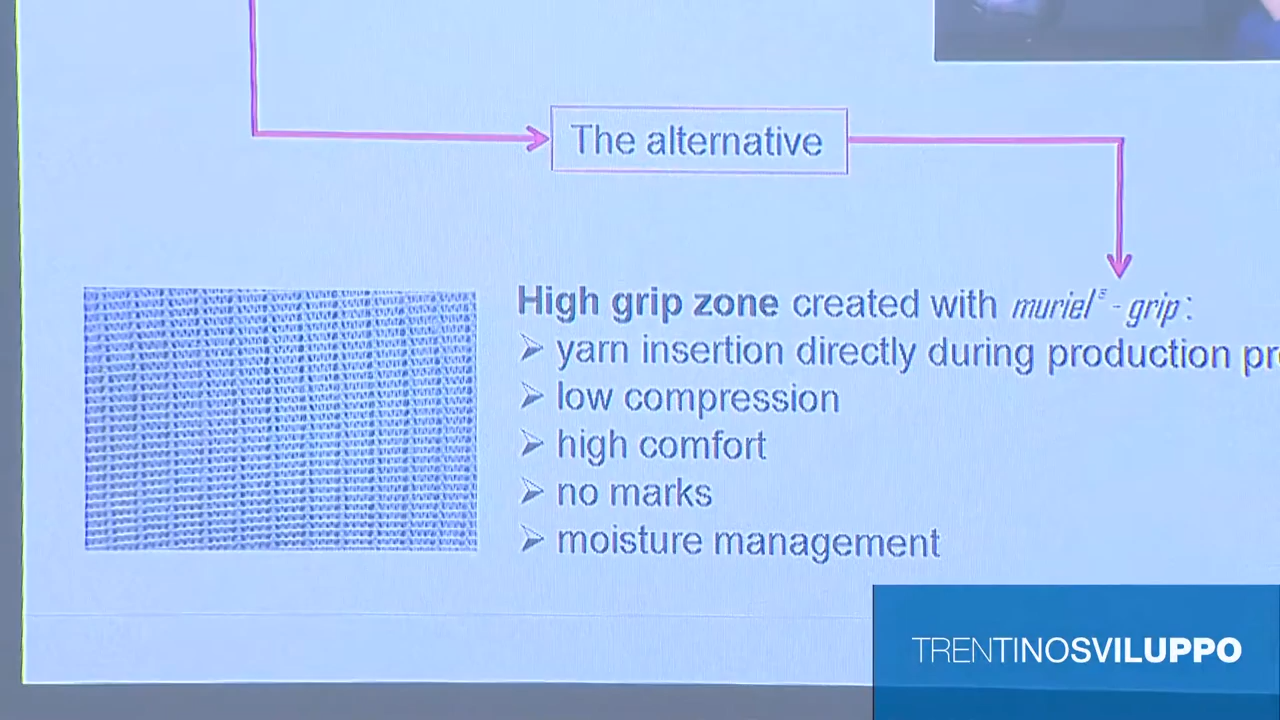 The alternative
High grip zone created with muriel^s - grip:
➢ yarn insertion directly during production
➢ low compression
➢ high comfort
➢ no marks
➢ moisture management
TRENTINOSVILUPPO